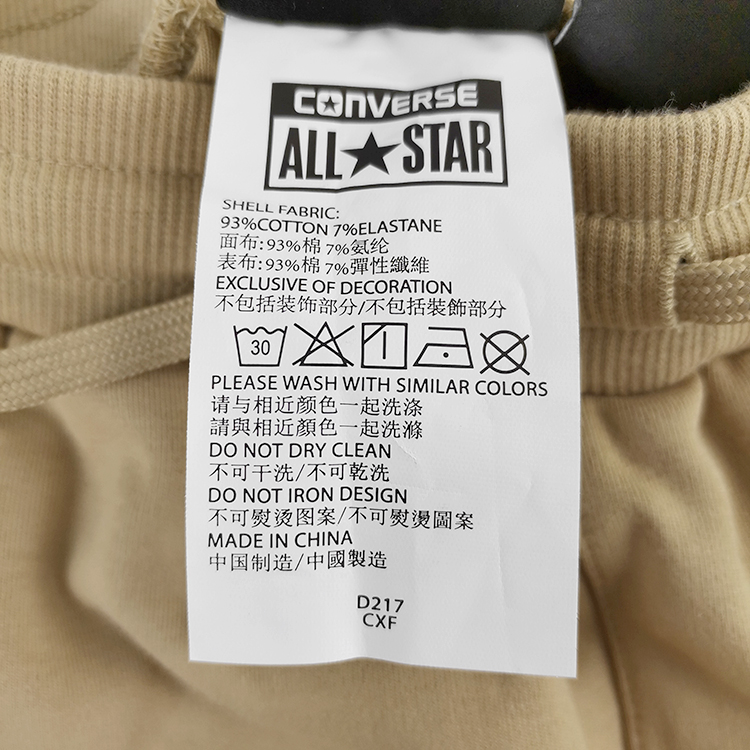 CONVERSE
ALL★STAR
SHELL FABRIC:
93%COTTON 7%ELASTANE
面布:93%棉 7%氨纶
表布:93%棉 7%彈性纖維
EXCLUSIVE OF DECORATION
不包括装饰部分/不包括裝飾部分
30
PLEASE WASH WITH SIMILAR COLORS
请与相近颜色一起洗涤
請與相近顏色一起洗滌
DO NOT DRY CLEAN
不可干洗/不可乾洗
DO NOT IRON DESIGN
不可熨烫图案/不可熨燙圖案
MADE IN CHINA
中国制造/中國製造
D217
CXF